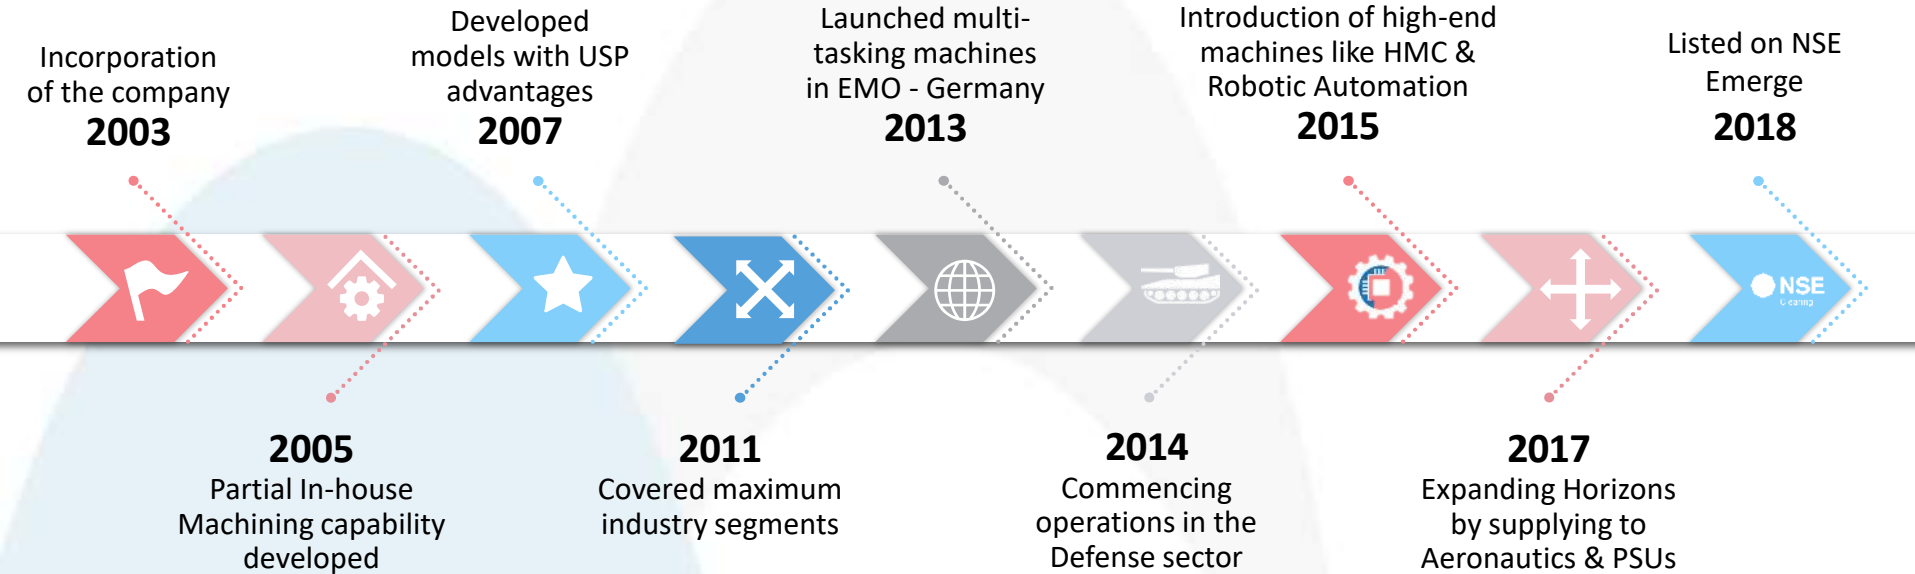 Incorporation
of the company
2003
2005
Partial In-house
Machining capability
developed
Developed
models with USP
advantages
2007
2011
Covered maximum
industry segments
Launched multi-
tasking machines
in EMO - Germany
2013
2014
Commencing
operations in the
Defense sector
Introduction of high-end
machines like HMC &
Robotic Automation
2015
2017
Expanding Horizons
by supplying to
Aeronautics & PSUs
Listed on NSE
Emerge
2018
NSE
Clearing